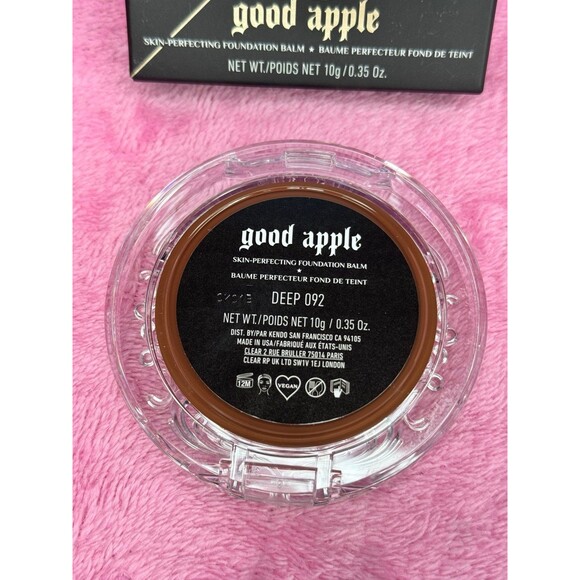 good apple
SKIN-PERFECTING FOUNDATION BALM ★ BAUME PERFECTEUR FOND DE TEINT
NET WT./POIDS NET 10g/0.35 Oz.
good apple
SKIN-PERFECTING FOUNDATION BALM
★
BAUME PERFECTEUR FOND DE TEINT
DEEP 092
NET WT./POIDS NET 10g / 0.35 Oz.
DIST. BY/PAR KENDO SAN FRANCISCO CA 94105
MADE IN USA/FABRIQUÉ AUX ÉTATS-UNIS
CLEAR 2 RUE BRULLER 75014 PARIS
CLEAR RP UK LTD SW1V 1EJ LONDON
12M VEGAN